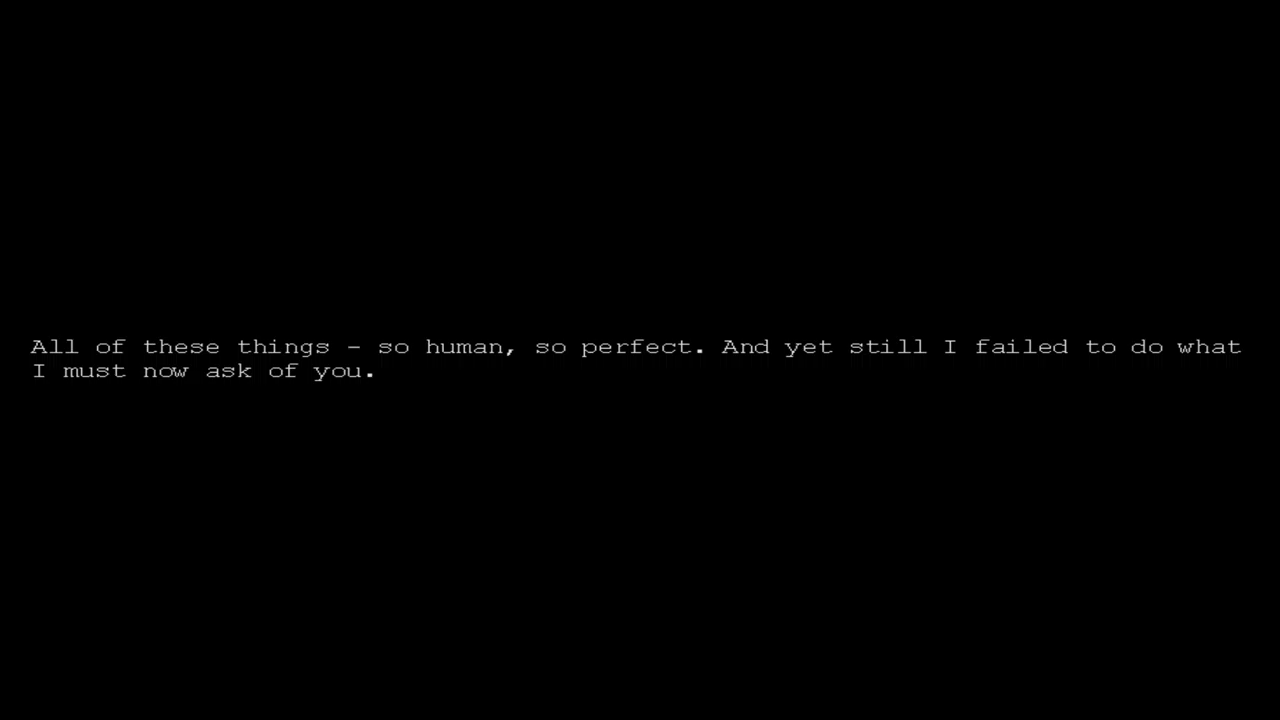 All of these things - so human, so perfect. And yet still I failed to do what
I must now ask of you.